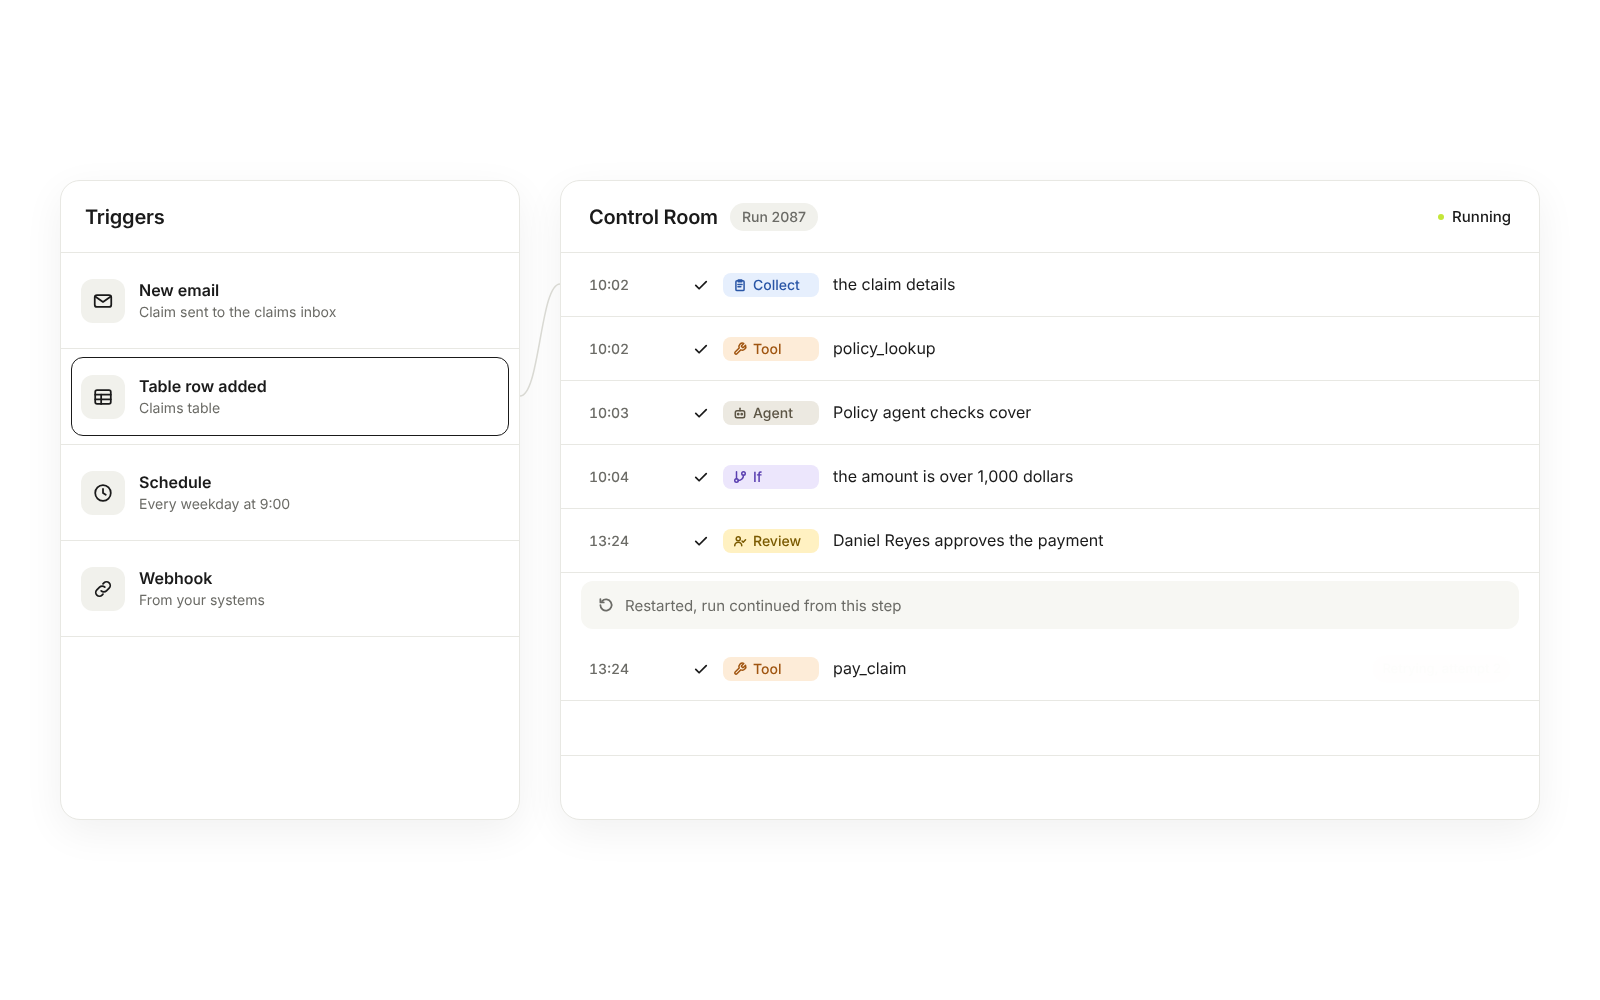 Triggers
New email
Claim sent to the claims inbox
Table row added
Claims table
Schedule
Every weekday at 9:00
Webhook
From your systems
Control Room Run 2087 Running
10:02 Collect the claim details
10:02 Tool policy_lookup
10:03 Agent Policy agent checks cover
10:04 If the amount is over 1,000 dollars
13:24 Review Daniel Reyes approves the payment
Restarted, run continued from this step
13:24 Tool pay_claim